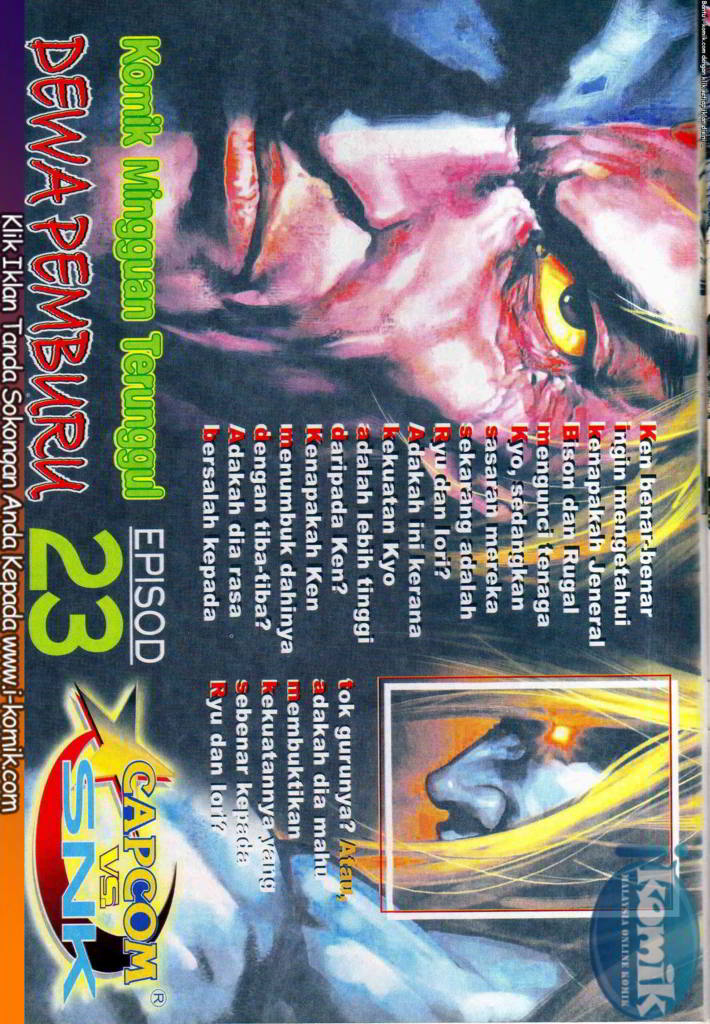 Ken benar-benar
ingin mengetahui
kenapakah Jeneral
Bison dan Rugal
mengunci tenaga
Kyo, sedangkan
sasaran mereka
sekarang adalah
Ryu dan Iori?
Adakah ini kerana
kekuatan Kyo
adalah lebih tinggi
daripada Ken?
Kenapakah Ken
menumbuk dahinya
dengan tiba-tiba?
Adakah dia rasa
bersalah kepada
tok gurunya? Atau,
adakah dia mahu
membuktikan
kekuatannya yang
sebenar kepada
Ryu dan Iori?
Komik Mingguan Terunggul
DEWA PEMBURU
EPISOD
23
CAPCOM
VS
SNK
®
komik
MALAYSIA ONLINE KOMIK
Klik Iklan Tanda Sokongan Anda Kepada www.i-komik.com